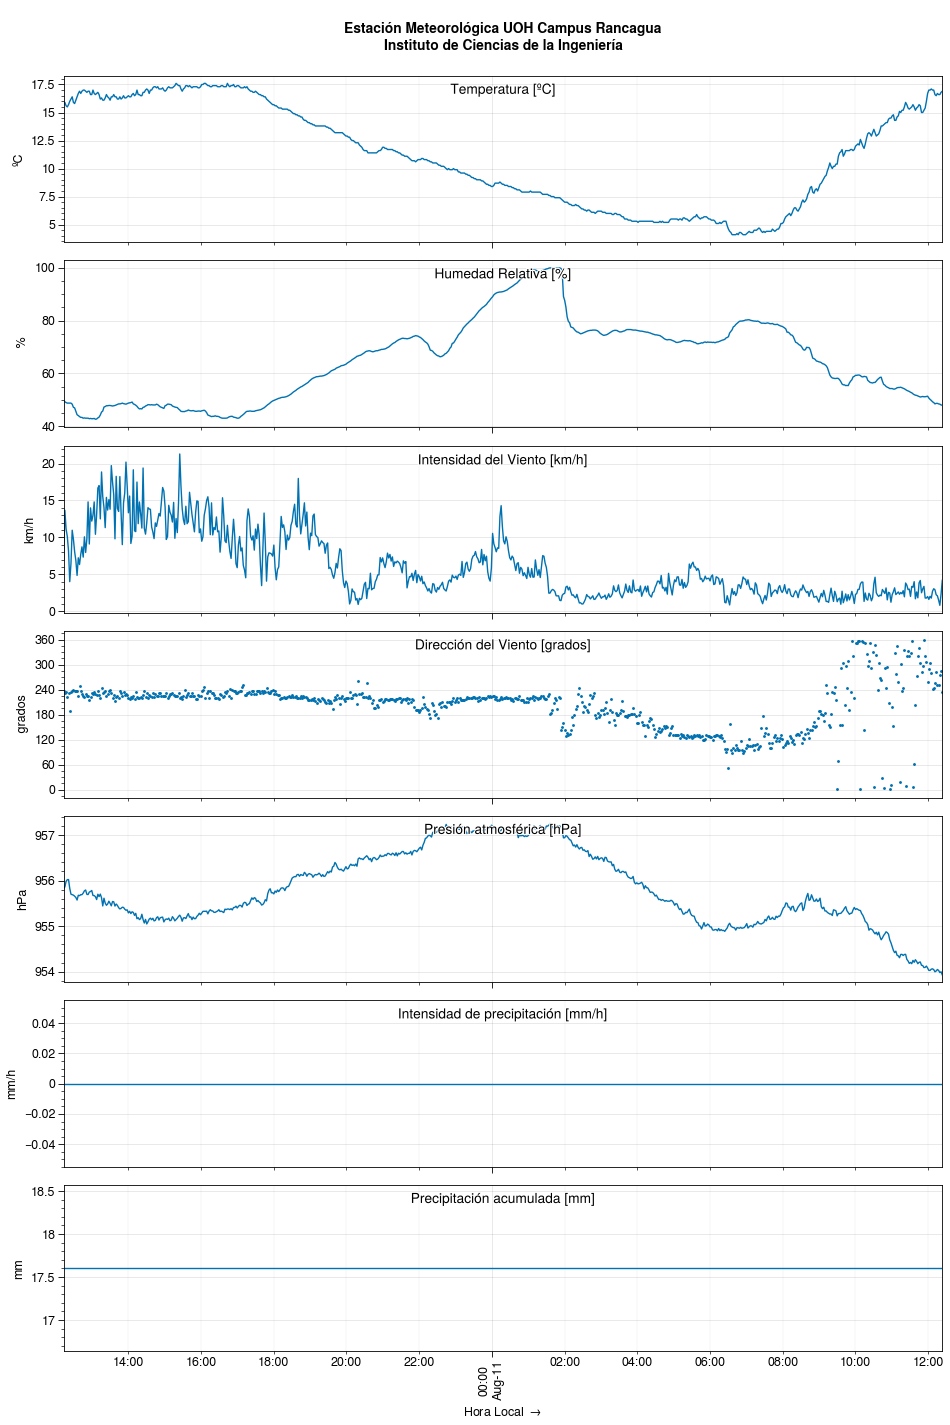 Estación Meteorológica UOH Campus Rancagua
Instituto de Ciencias de la Ingeniería
Temperatura [ºC]
17.5
15
12.5
10
7.5
5
ºC
Humedad Relativa [%]
100
80
60
40
%
Intensidad del Viento [km/h]
20
15
10
5
0
km/h
Dirección del Viento [grados]
360
300
240
180
120
60
0
grados
Presión atmosférica [hPa]
957
956
955
954
hPa
Intensidad de precipitación [mm/h]
0.04
0.02
0
−0.02
−0.04
mm/h
Precipitación acumulada [mm]
18.5
18
17.5
17
mm
14:00 16:00 18:00 20:00 22:00 00:00 02:00 04:00 06:00 08:00 10:00 12:00
Aug-11
Hora Local →